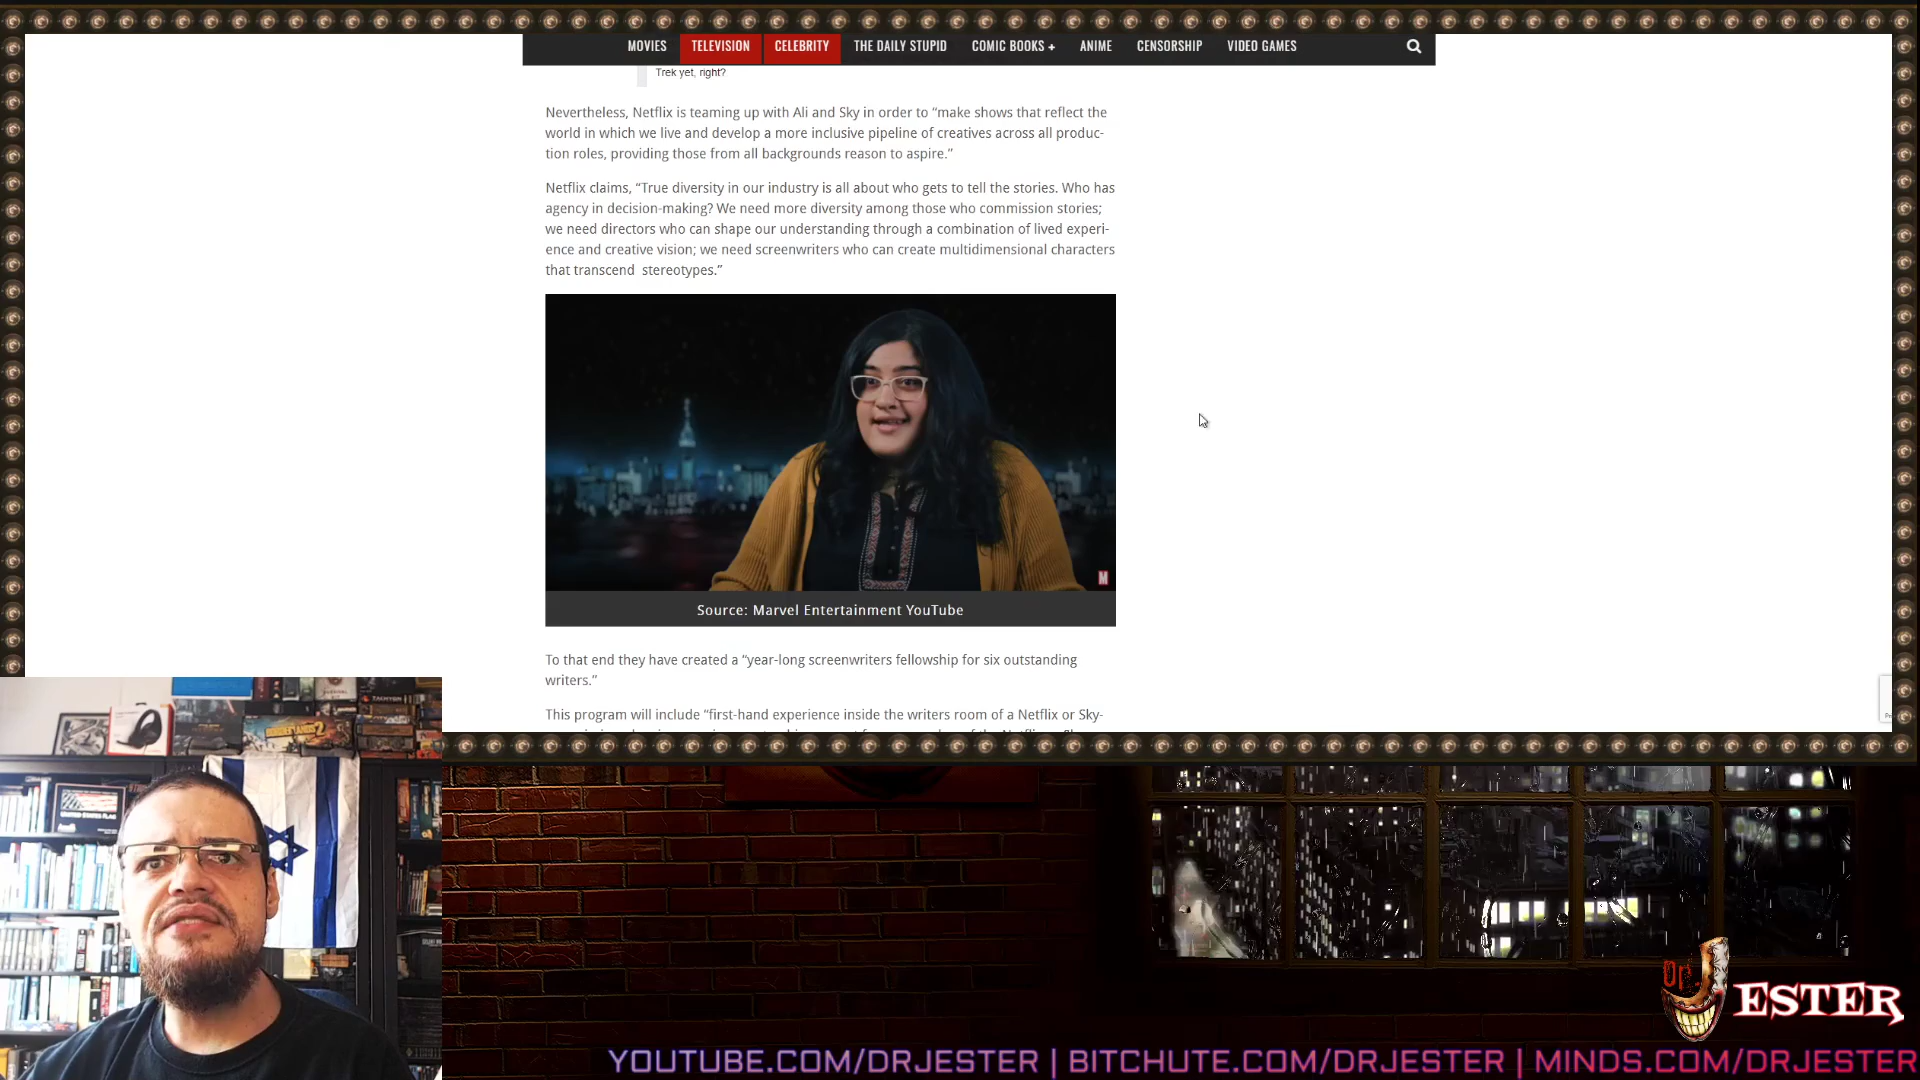 MOVIES TELEVISION CELEBRITY THE DAILY STUPID COMIC BOOKS + ANIME CENSORSHIP VIDEO GAMES
Trek yet, right?
Nevertheless, Netflix is teaming up with Ali and Sky in order to “make shows that reflect the
world in which we live and develop a more inclusive pipeline of creatives across all produc-
tion roles, providing those from all backgrounds reason to aspire.”
Netflix claims, “True diversity in our industry is all about who gets to tell the stories. Who has
agency in decision-making? We need more diversity among those who commission stories;
we need directors who can shape our understanding through a combination of lived experi-
ence and creative vision; we need screenwriters who can create multidimensional characters
that transcend  stereotypes.”
M
Source: Marvel Entertainment YouTube
To that end they have created a “year-long screenwriters fellowship for six outstanding
writers.”
This program will include “first-hand experience inside the writers room of a Netflix or Sky-
BORDERLANDS 2
UNITED STATES FLAG
Dr. JESTER
YOUTUBE.COM/DRJESTER | BITCHUTE.COM/DRJESTER | MINDS.COM/DRJESTER